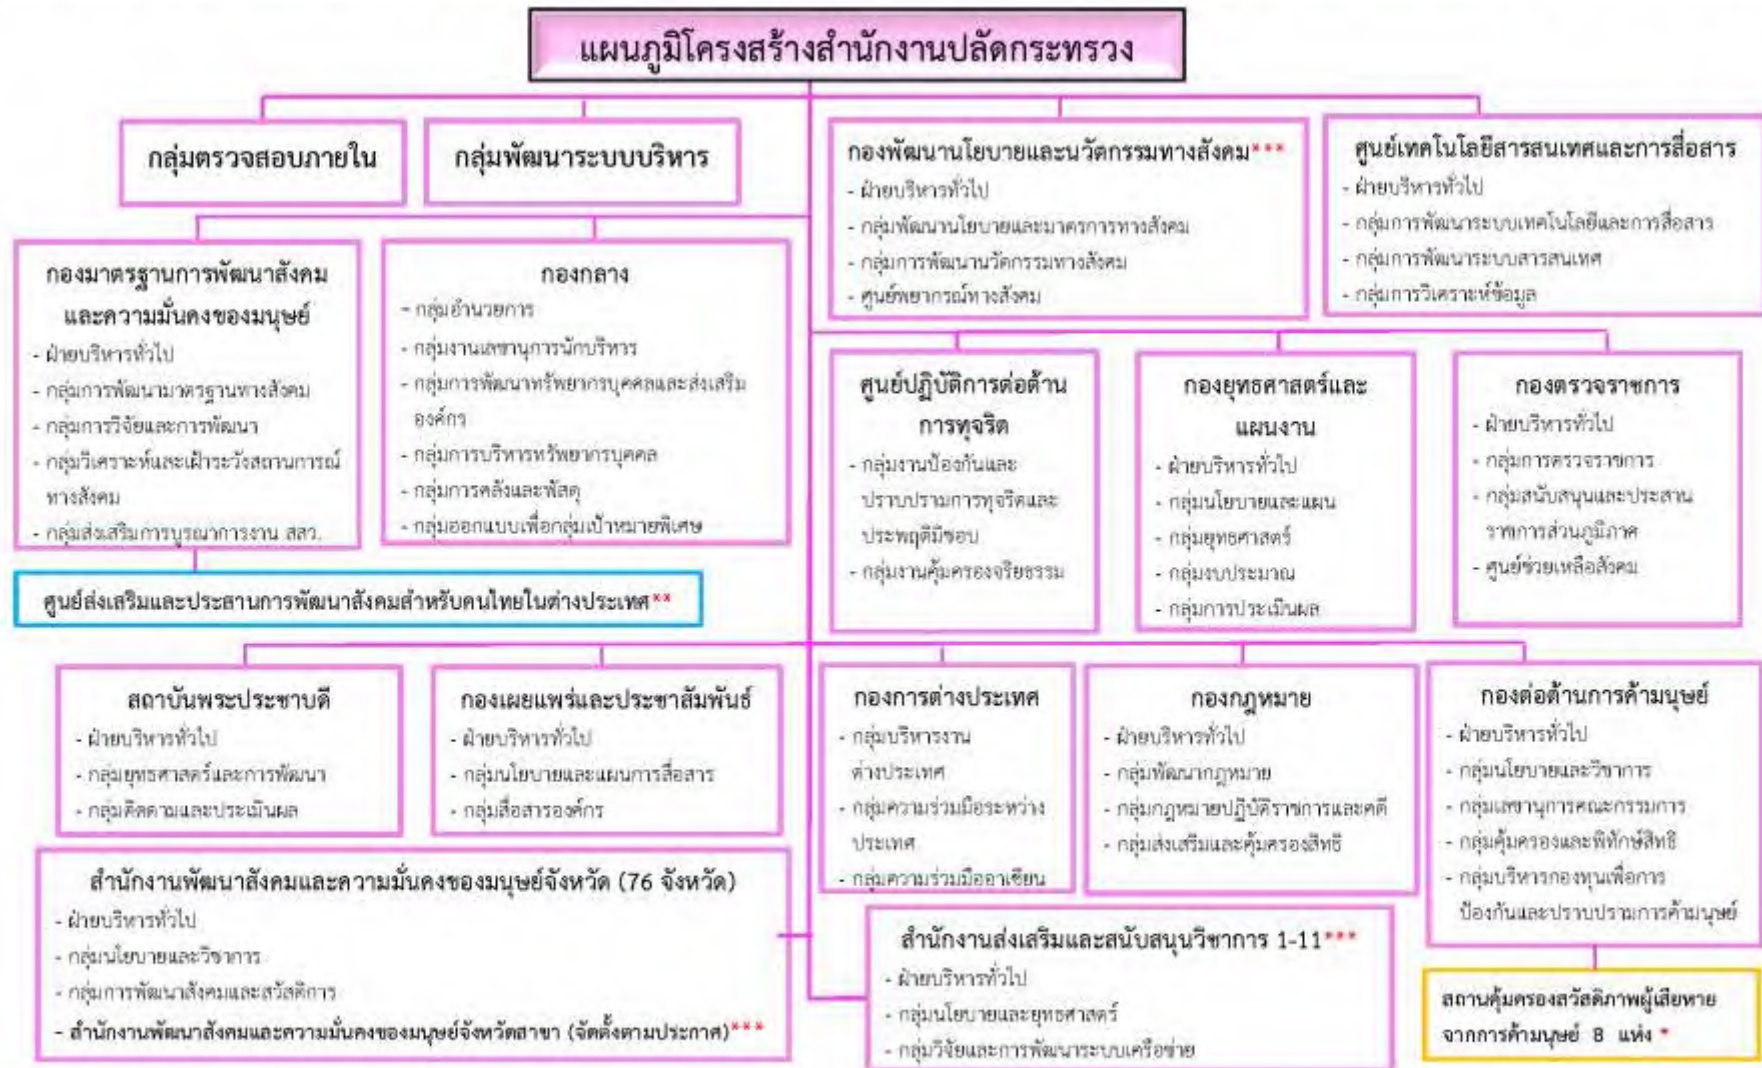 แผนภูมิโครงสร้างสำนักงานปลัดกระทรวง
กลุ่มตรวจสอบภายใน
กลุ่มพัฒนาระบบบริหาร
กองพัฒนานโยบายและนวัตกรรมทางสังคม***
- ฝ่ายบริหารทั่วไป
- กลุ่มพัฒนานโยบายและมาตรการทางสังคม
- กลุ่มการพัฒนานวัตกรรมทางสังคม
- ศูนย์พยากรณ์ทางสังคม
ศูนย์เทคโนโลยีสารสนเทศและการสื่อสาร
- ฝ่ายบริหารทั่วไป
- กลุ่มการพัฒนาระบบเทคโนโลยีและการสื่อสาร
- กลุ่มการพัฒนาระบบสารสนเทศ
- กลุ่มการวิเคราะห์ข้อมูล
กองมาตรฐานการพัฒนาสังคม
และความมั่นคงของมนุษย์
- ฝ่ายบริหารทั่วไป
- กลุ่มการพัฒนามาตรฐานทางสังคม
- กลุ่มการวิจัยและการพัฒนา
- กลุ่มวิเคราะห์และเฝ้าระวังสถานการณ์
ทางสังคม
- กลุ่มส่งเสริมการบูรณาการงาน สสว.
กองกลาง
- กลุ่มอำนวยการ
- กลุ่มงานเลขานุการนักบริหาร
- กลุ่มการพัฒนาทรัพยากรบุคคลและส่งเสริม
องค์กร
- กลุ่มการบริหารทรัพยากรบุคคล
- กลุ่มการคลังและพัสดุ
- กลุ่มออกแบบเพื่อกลุ่มเป้าหมายพิเศษ
ศูนย์ส่งเสริมและประสานการพัฒนาสังคมสำหรับคนไทยในต่างประเทศ**
ศูนย์ปฏิบัติการต่อต้าน
การทุจริต
- กลุ่มงานป้องกันและ
ปราบปรามการทุจริตและ
ประพฤติมิชอบ
- กลุ่มงานคุ้มครองจริยธรรม
กองยุทธศาสตร์และ
แผนงาน
- ฝ่ายบริหารทั่วไป
- กลุ่มนโยบายและแผน
- กลุ่มยุทธศาสตร์
- กลุ่มงบประมาณ
- กลุ่มการประเมินผล
กองตรวจราชการ
- ฝ่ายบริหารทั่วไป
- กลุ่มการตรวจราชการ
- กลุ่มสนับสนุนและประสาน
ราชการส่วนภูมิภาค
- ศูนย์ช่วยเหลือสังคม
สถาบันพระประชาบดี
- ฝ่ายบริหารทั่วไป
- กลุ่มยุทธศาสตร์และการพัฒนา
- กลุ่มติดตามและประเมินผล
กองเผยแพร่และประชาสัมพันธ์
- ฝ่ายบริหารทั่วไป
- กลุ่มนโยบายและแผนการสื่อสาร
- กลุ่มสื่อสารองค์กร
กองการต่างประเทศ
- กลุ่มบริหารงาน
ต่างประเทศ
- กลุ่มความร่วมมือระหว่าง
ประเทศ
- กลุ่มความร่วมมืออาเซียน
กองกฎหมาย
- ฝ่ายบริหารทั่วไป
- กลุ่มพัฒนากฎหมาย
- กลุ่มกฎหมายปฏิบัติราชการและคดี
- กลุ่มส่งเสริมและคุ้มครองสิทธิ
กองต่อต้านการค้ามนุษย์
- ฝ่ายบริหารทั่วไป
- กลุ่มนโยบายและวิชาการ
- กลุ่มเลขานุการคณะกรรมการ
- กลุ่มคุ้มครองและพิทักษ์สิทธิ
- กลุ่มบริหารกองทุนเพื่อการ
ป้องกันและปราบปรามการค้ามนุษย์
สำนักงานพัฒนาสังคมและความมั่นคงของมนุษย์จังหวัด (76 จังหวัด)
- ฝ่ายบริหารทั่วไป
- กลุ่มนโยบายและวิชาการ
- กลุ่มการพัฒนาสังคมและสวัสดิการ
- สำนักงานพัฒนาสังคมและความมั่นคงของมนุษย์จังหวัดสาขา (จัดตั้งตามประกาศ)***
สำนักงานส่งเสริมและสนับสนุนวิชาการ 1-11***
- ฝ่ายบริหารทั่วไป
- กลุ่มนโยบายและยุทธศาสตร์
- กลุ่มวิจัยและการพัฒนาระบบเครือข่าย
สถานคุ้มครองสวัสดิภาพผู้เสียหาย
จากการค้ามนุษย์ 8 แห่ง *